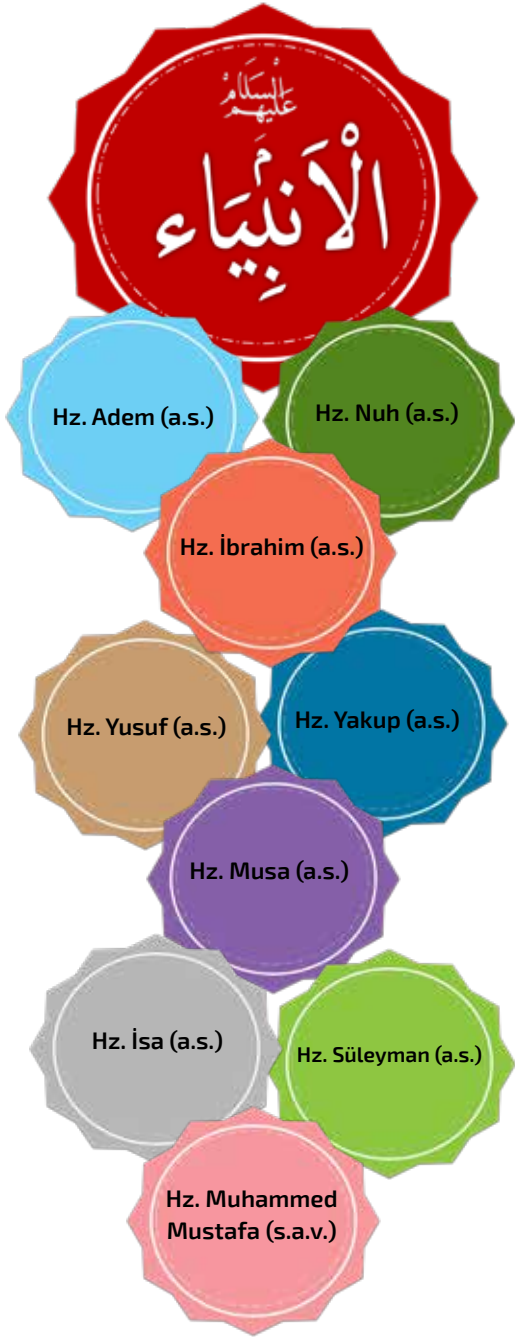 عَلَيْهِمُ السَّلَامُ
الْاَنْبِيَاء
Hz. Adem (a.s.)
Hz. Nuh (a.s.)
Hz. İbrahim (a.s.)
Hz. Yusuf (a.s.)
Hz. Yakup (a.s.)
Hz. Musa (a.s.)
Hz. İsa (a.s.)
Hz. Süleyman (a.s.)
Hz. Muhammed
Mustafa (s.a.v.)